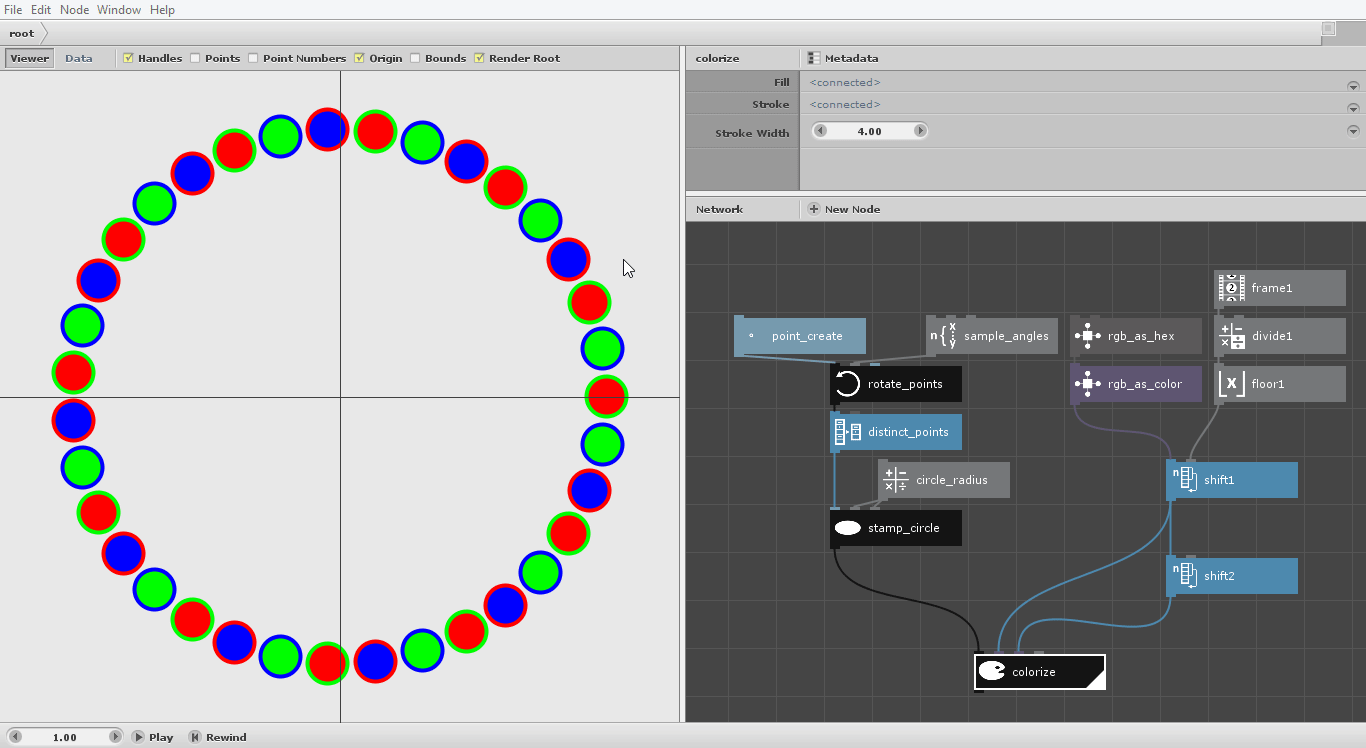 File Edit Node Window Help
root
Viewer Data Handles Points Point Numbers Origin Bounds Render Root
colorize Metadata
Fill <connected>
Stroke <connected>
Stroke Width 4.00
Network New Node
frame1
point_create sample_angles rgb_as_hex divide1
rotate_points rgb_as_color floor1
distinct_points
circle_radius shift1
stamp_circle
shift2
colorize
1.00 Play Rewind